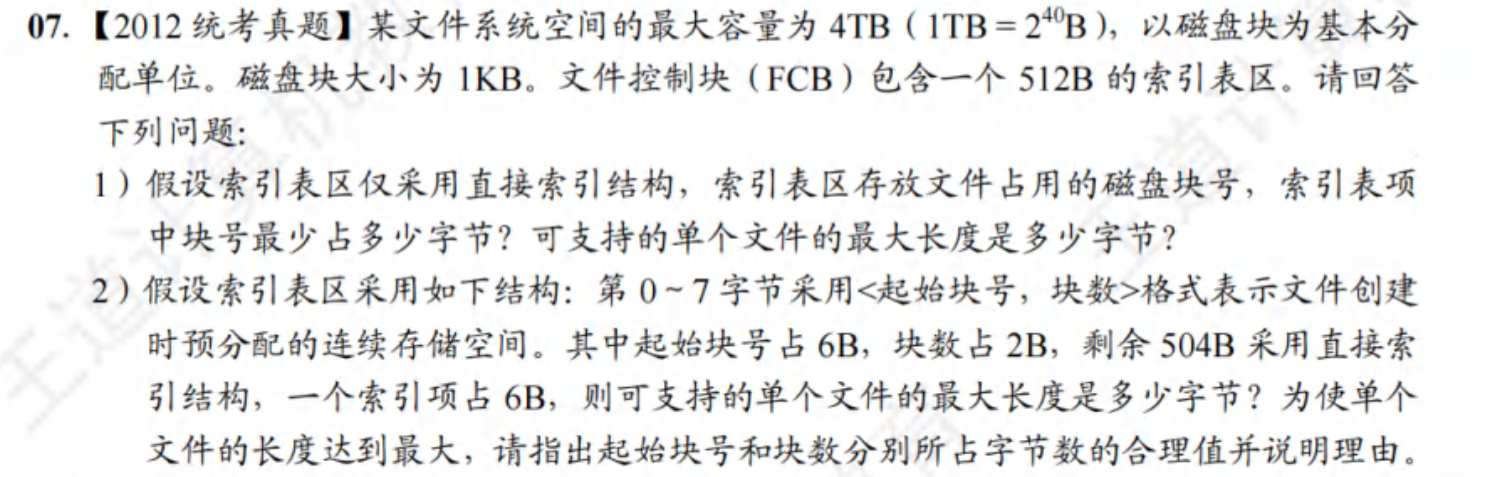 07.【2012 统考真题】某文件系统空间的最大容量为 4TB（1TB = 2⁴⁰B），以磁盘块为基本分
配单位。磁盘块大小为 1KB。文件控制块（FCB）包含一个 512B 的索引表区。请回答
下列问题：
1）假设索引表区仅采用直接索引结构，索引表区存放文件占用的磁盘块号，索引表项
中块号最少占多少字节？可支持的单个文件的最大长度是多少字节？
2）假设索引表区采用如下结构：第 0~7 字节采用<起始块号，块数>格式表示文件创建
时预分配的连续存储空间。其中起始块号占 6B，块数占 2B，剩余 504B 采用直接索
引结构，一个索引项占 6B，则可支持的单个文件的最大长度是多少字节？为使单个
文件的长度达到最大，请指出起始块号和块数分别所占字节数的合理值并说明理由。